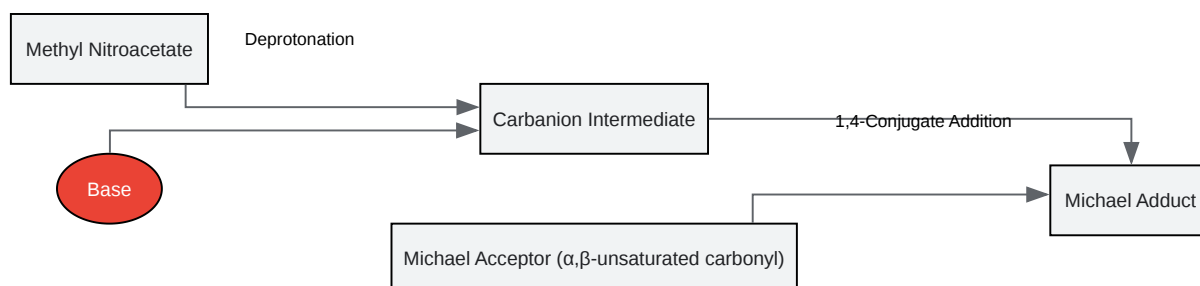 Methyl Nitroacetate
Deprotonation
Carbanion Intermediate
1,4-Conjugate Addition
Base
Michael Adduct
Michael Acceptor (α,β-unsaturated carbonyl)